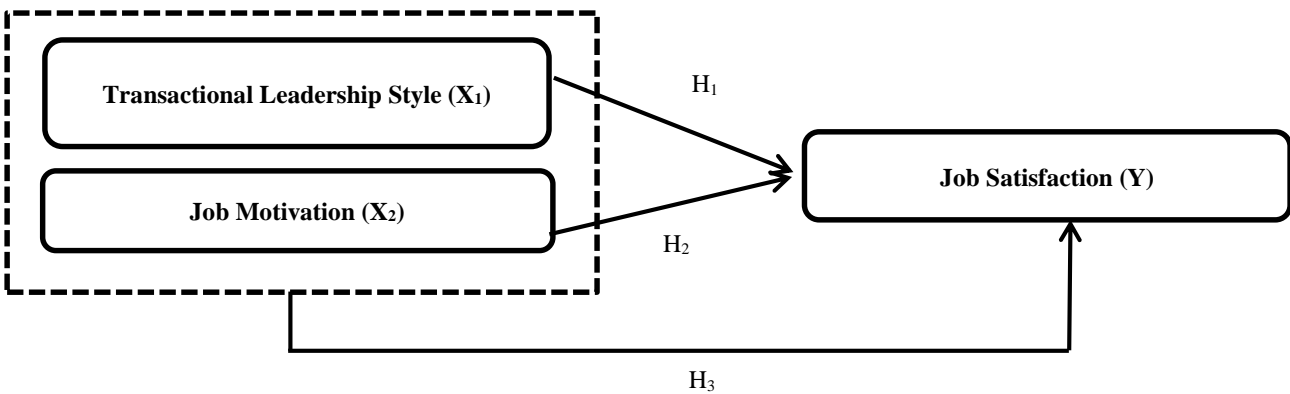 Transactional Leadership Style (X₁)
H₁
Job Satisfaction (Y)
Job Motivation (X₂)
H₂
H₃